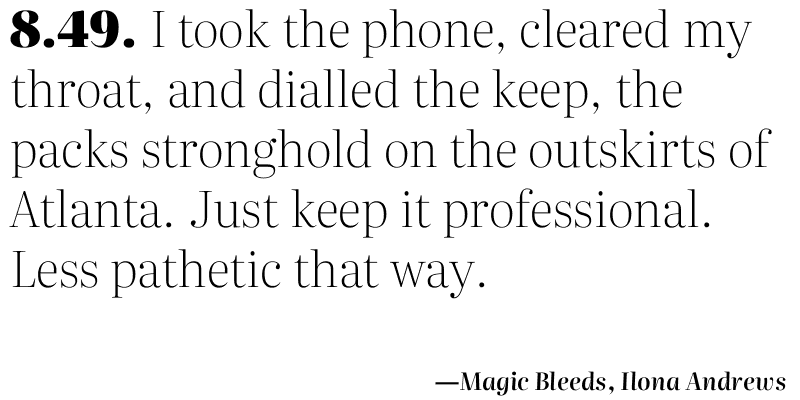 8.49. I took the phone, cleared my
throat, and dialled the keep, the
packs stronghold on the outskirts of
Atlanta. Just keep it professional.
Less pathetic that way.
—Magic Bleeds, Ilona Andrews